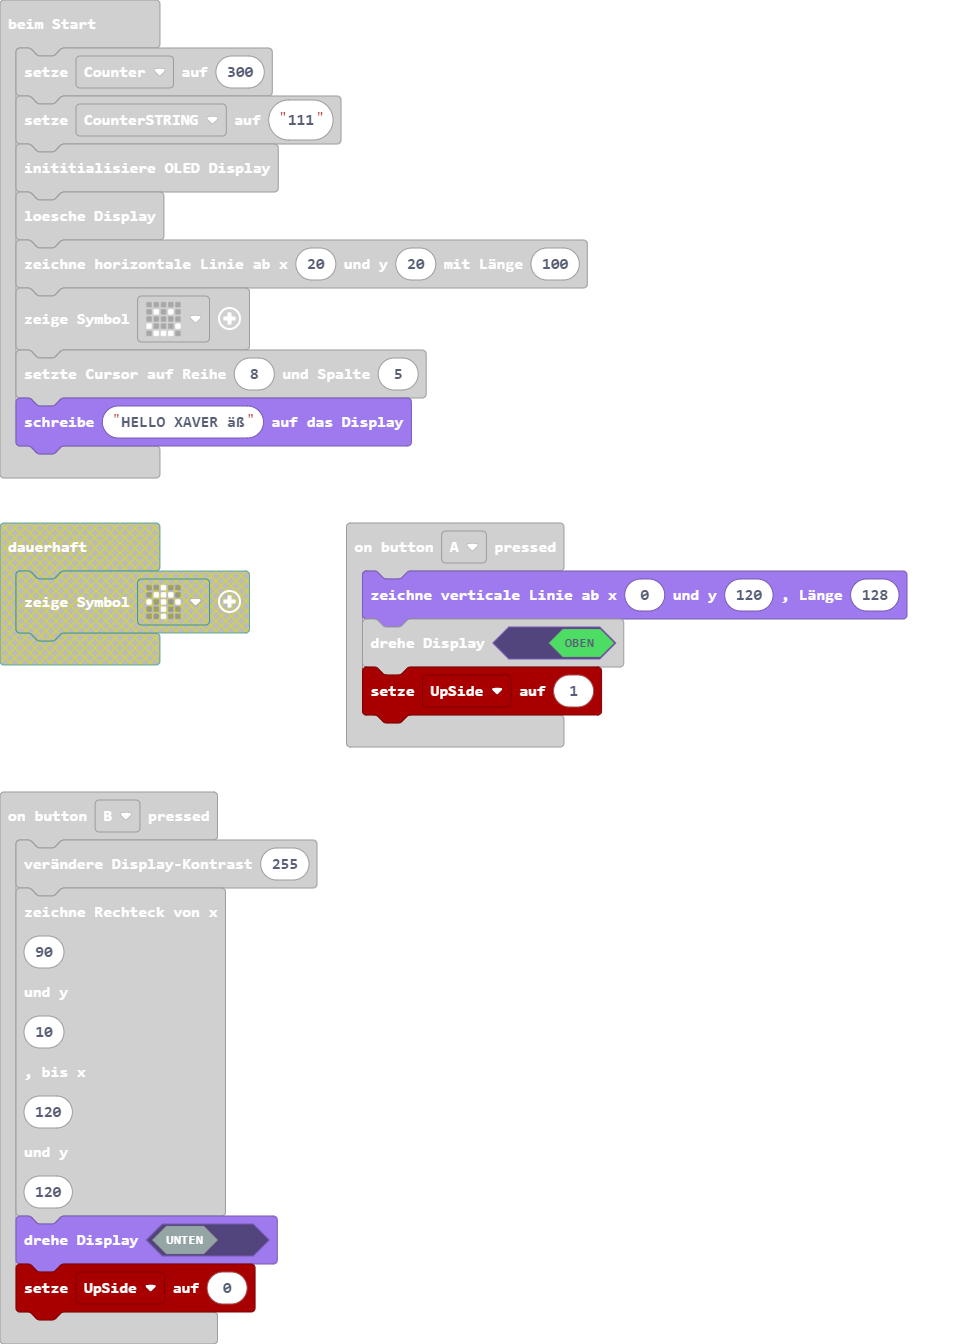 beim Start
setze Counter auf 300
setze CounterSTRING auf "111"
inititialisiere OLED Display
loesche Display
zeichne horizontale Linie ab x 20 und y 20 mit Länge 100
zeige Symbol
setzte Cursor auf Reihe 8 und Spalte 5
schreibe "HELLO XAVER äß" auf das Display
dauerhaft
zeige Symbol
on button A pressed
zeichne verticale Linie ab x 0 und y 120 , Länge 128
drehe Display OBEN
setze UpSide auf 1
on button B pressed
verändere Display-Kontrast 255
zeichne Rechteck von x
90
und y
10
, bis x
120
und y
120
drehe Display UNTEN
setze UpSide auf 0